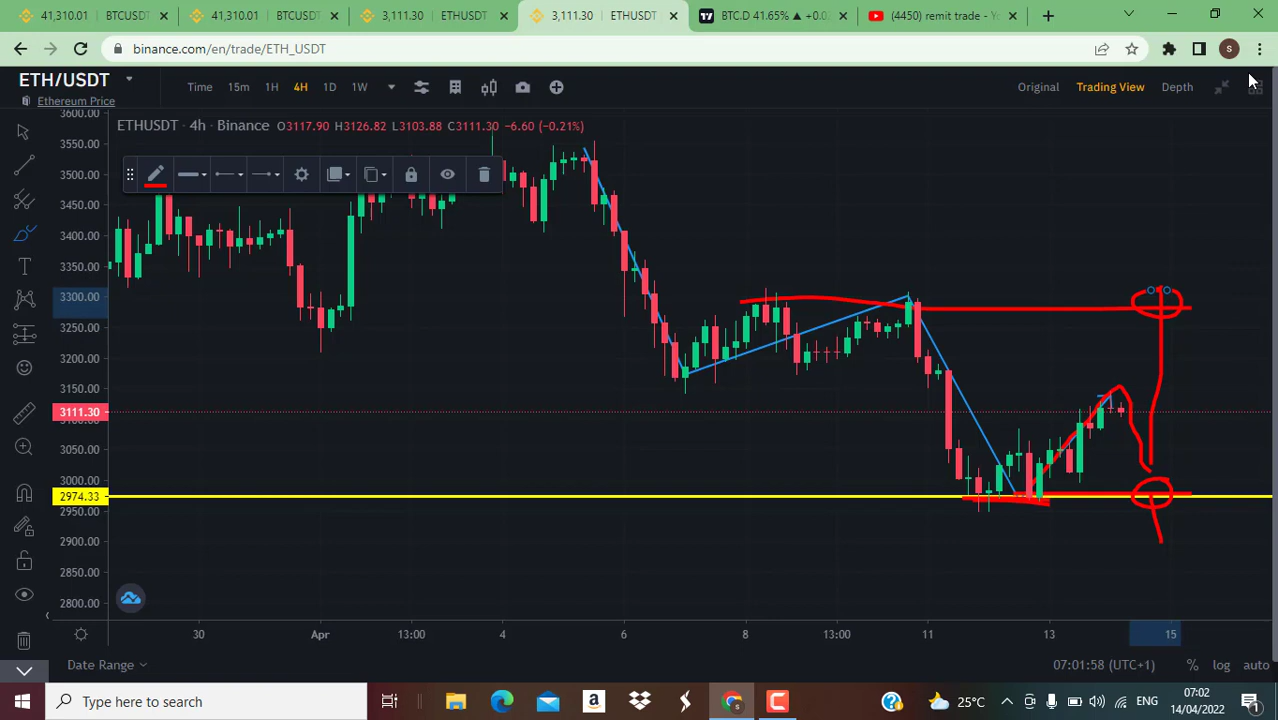 41,310.01 BTCUSDT
41,310.01 BTCUSDT
3,111.30 ETHUSDT
3,111.30 ETHUSDT
BTC.D 41.65% ▲ +0.0
(4450) remit trade - Yo
binance.com/en/trade/ETH_USDT
S
ETH/USDT
Ethereum Price
Time 15m 1H 4H 1D 1W
Original Trading View Depth
ETHUSDT · 4h · Binance O3117.90 H3126.82 L3103.88 C3111.30 −6.60 (−0.21%)
3600.00
3550.00
3500.00
3450.00
3400.00
3350.00
3300.00
3250.00
3200.00
3150.00
3111.30
3100.00
3050.00
3000.00
2974.33
2950.00
2900.00
2850.00
2800.00
30 Apr 13:00 4 6 8 13:00 11 13 15
Date Range
07:01:58 (UTC+1) % log auto
Type here to search
25°C
ENG
07:02
14/04/2022
1